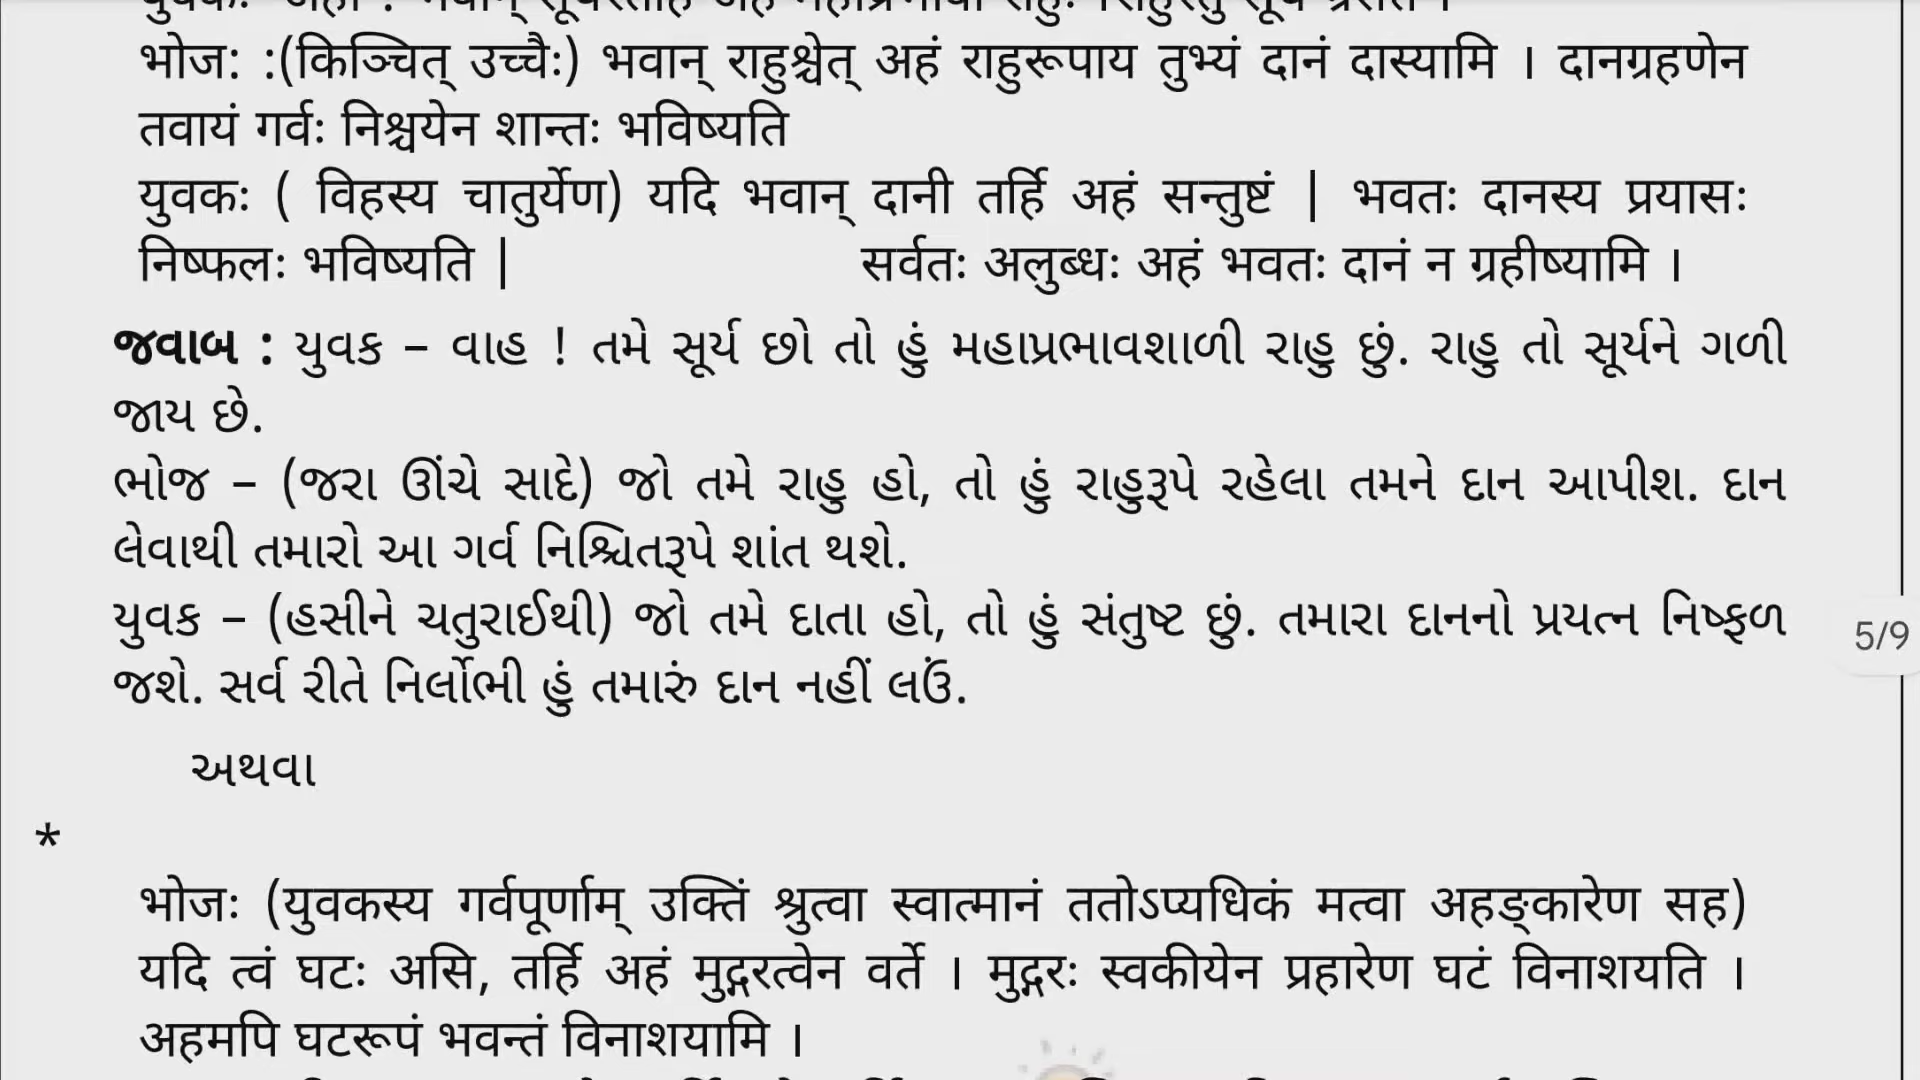 भोज: :(किञ्चित् उच्चैः) भवान् राहुश्चेत् अहं राहुरूपाय तुभ्यं दानं दास्यामि । दानग्रहणेन
तवायं गर्वः निश्चयेन शान्तः भविष्यति
युवकः ( विहस्य चातुर्येण) यदि भवान् दानी तर्हि अहं सन्तुष्टं | भवतः दानस्य प्रयासः
निष्फलः भविष्यति | सर्वतः अलुब्धः अहं भवतः दानं न ग्रहीष्यामि ।
જવાબ : યુવક – વાહ ! તમે સૂર્ય છો તો હું મહાપ્રભાવશાળી રાહુ છું. રાહુ તો સૂર્યને ગળી
જાય છે.
ભોજ – (જરા ઊંચે સાદે) જો તમે રાહુ હો, તો હું રાહુરૂપે રહેલા તમને દાન આપીશ. દાન
લેવાથી તમારો આ ગર્વ નિશ્ચિતરૂપે શાંત થશે.
યુવક – (હસીને ચતુરાઈથી) જો તમે દાતા હો, તો હું સંતુષ્ટ છું. તમારા દાનનો પ્રયત્ન નિષ્ફળ
5/9
જશે. સર્વ રીતે નિર્લોભી હું તમારું દાન નહીં લઉં.
અથવા
*
भोजः (युवकस्य गर्वपूर्णाम् उक्तिं श्रुत्वा स्वात्मानं ततोऽप्यधिकं मत्वा अहङ्कारेण सह)
यदि त्वं घटः असि, तर्हि अहं मुद्गरत्वेन वर्ते । मुद्गरः स्वकीयेन प्रहारेण घटं विनाशयति ।
अहमपि घटरूपं भवन्तं विनाशयामि ।